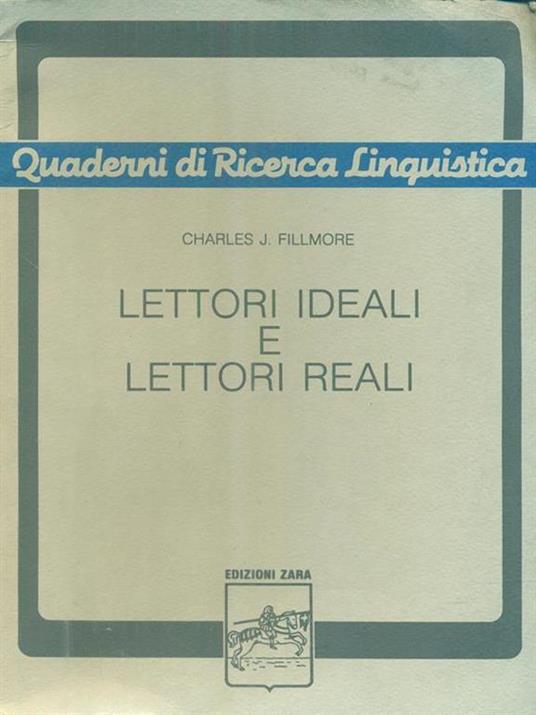 Quaderni di Ricerca Linguistica
CHARLES J. FILLMORE
LETTORI IDEALI
E
LETTORI REALI
EDIZIONI ZARA